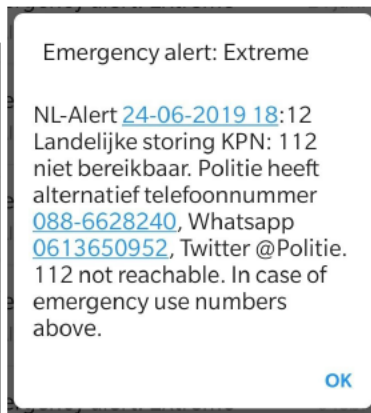 Emergency alert: Extreme
NL-Alert 24-06-2019 18:12
Landelijke storing KPN: 112
niet bereikbaar. Politie heeft
alternatief telefoonnummer
088-6628240, Whatsapp
0613650952, Twitter @Politie.
112 not reachable. In case of
emergency use numbers
above.
OK